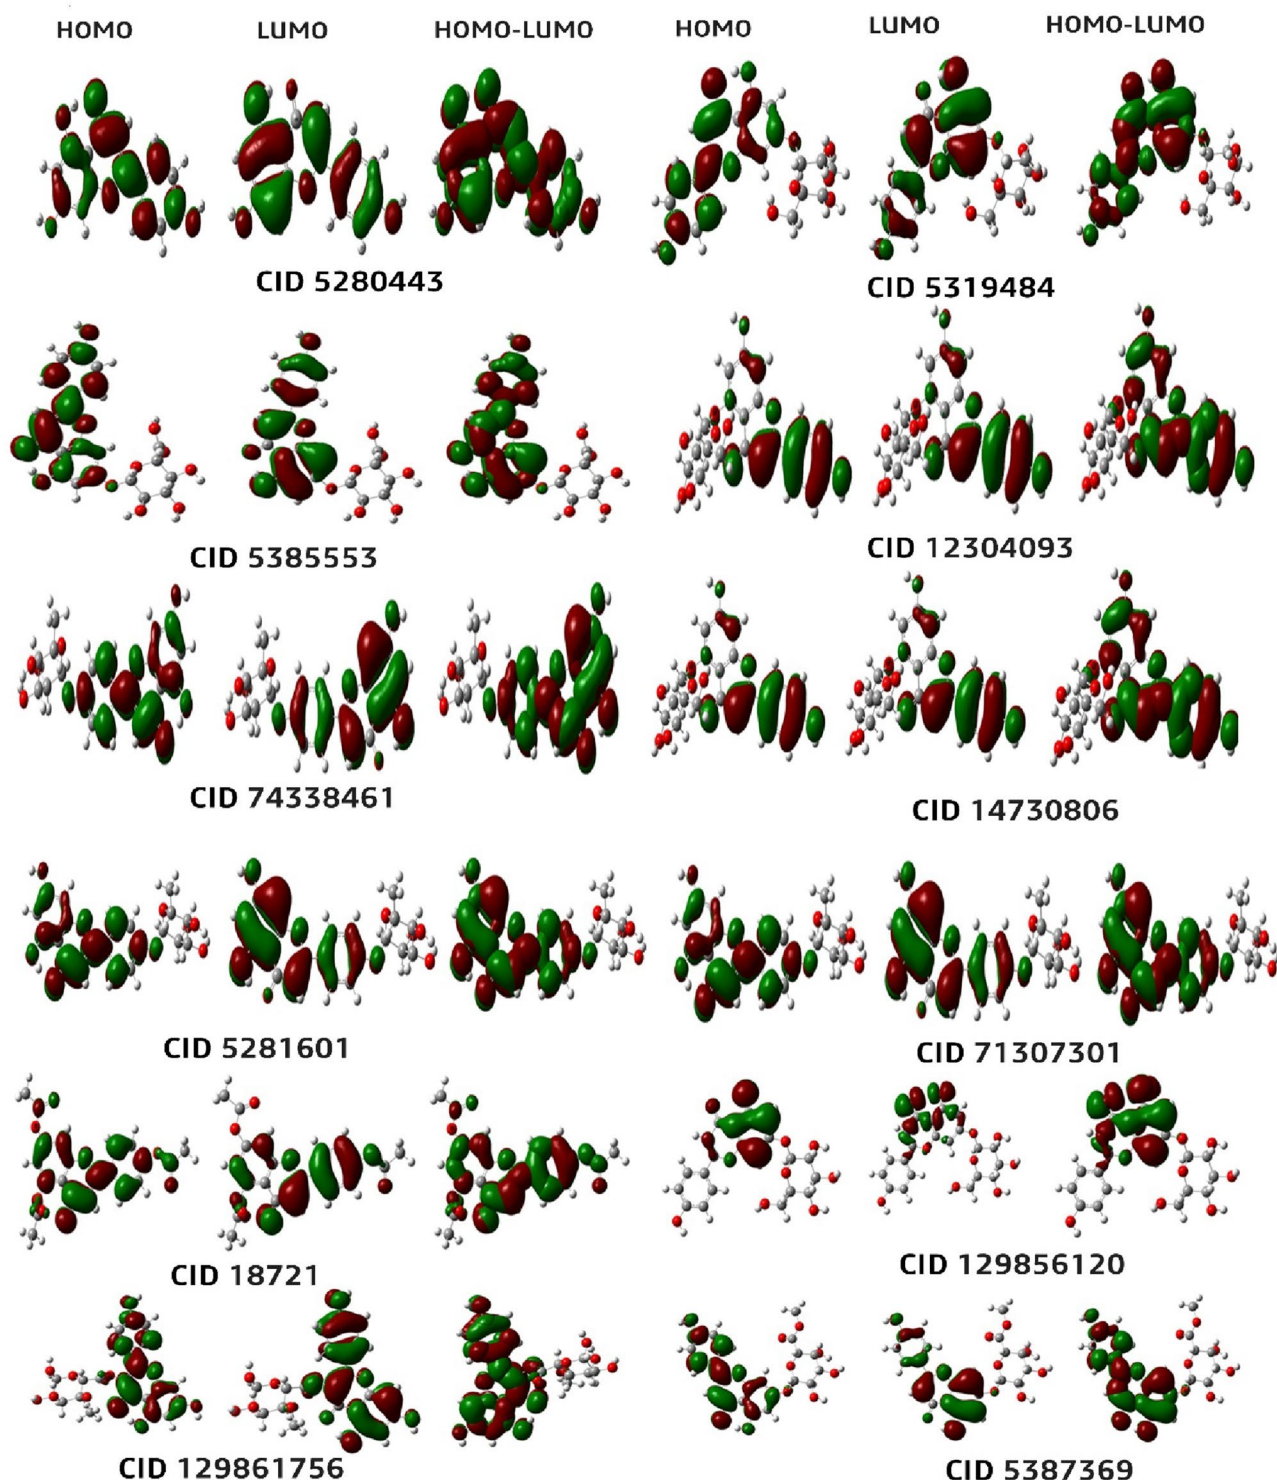 HOMO LUMO HOMO-LUMO HOMO LUMO HOMO-LUMO
CID 5280443
CID 5319484
CID 5385553
CID 12304093
CID 74338461
CID 14730806
CID 5281601
CID 71307301
CID 18721
CID 129856120
CID 129861756
CID 5387369